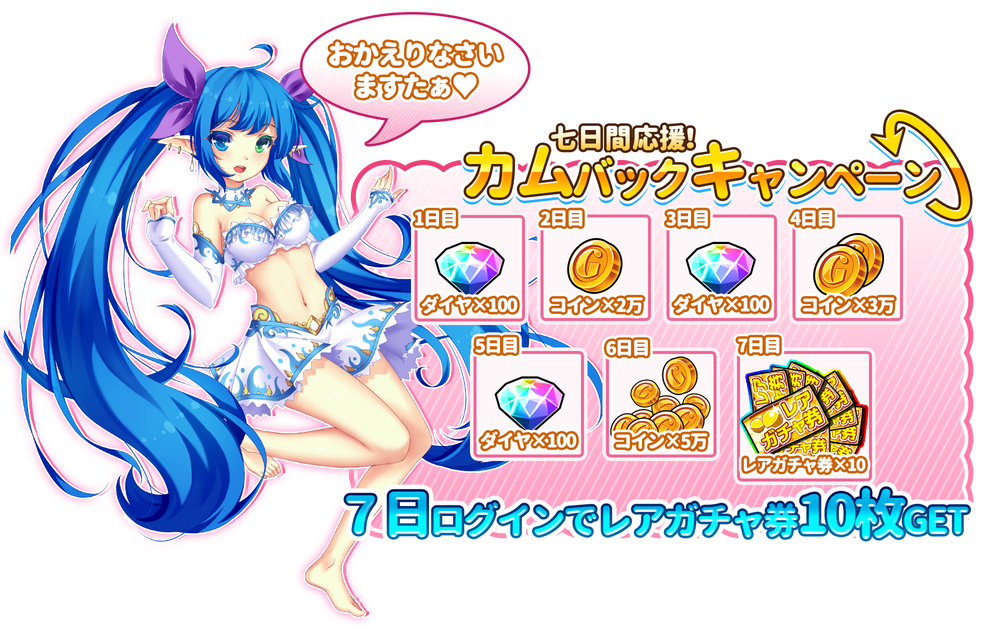 おかえりなさい
ますたぁ♥
七日間応援!
カムバックキャンペーン
1日目
2日目
3日目
4日目
ダイヤ×100
コイン×2万
ダイヤ×100
コイン×3万
5日目
6日目
7日目
レア
ガチャ券
ダイヤ×100
コイン×5万
レアガチャ券×10
7日ログインでレアガチャ券10枚GET